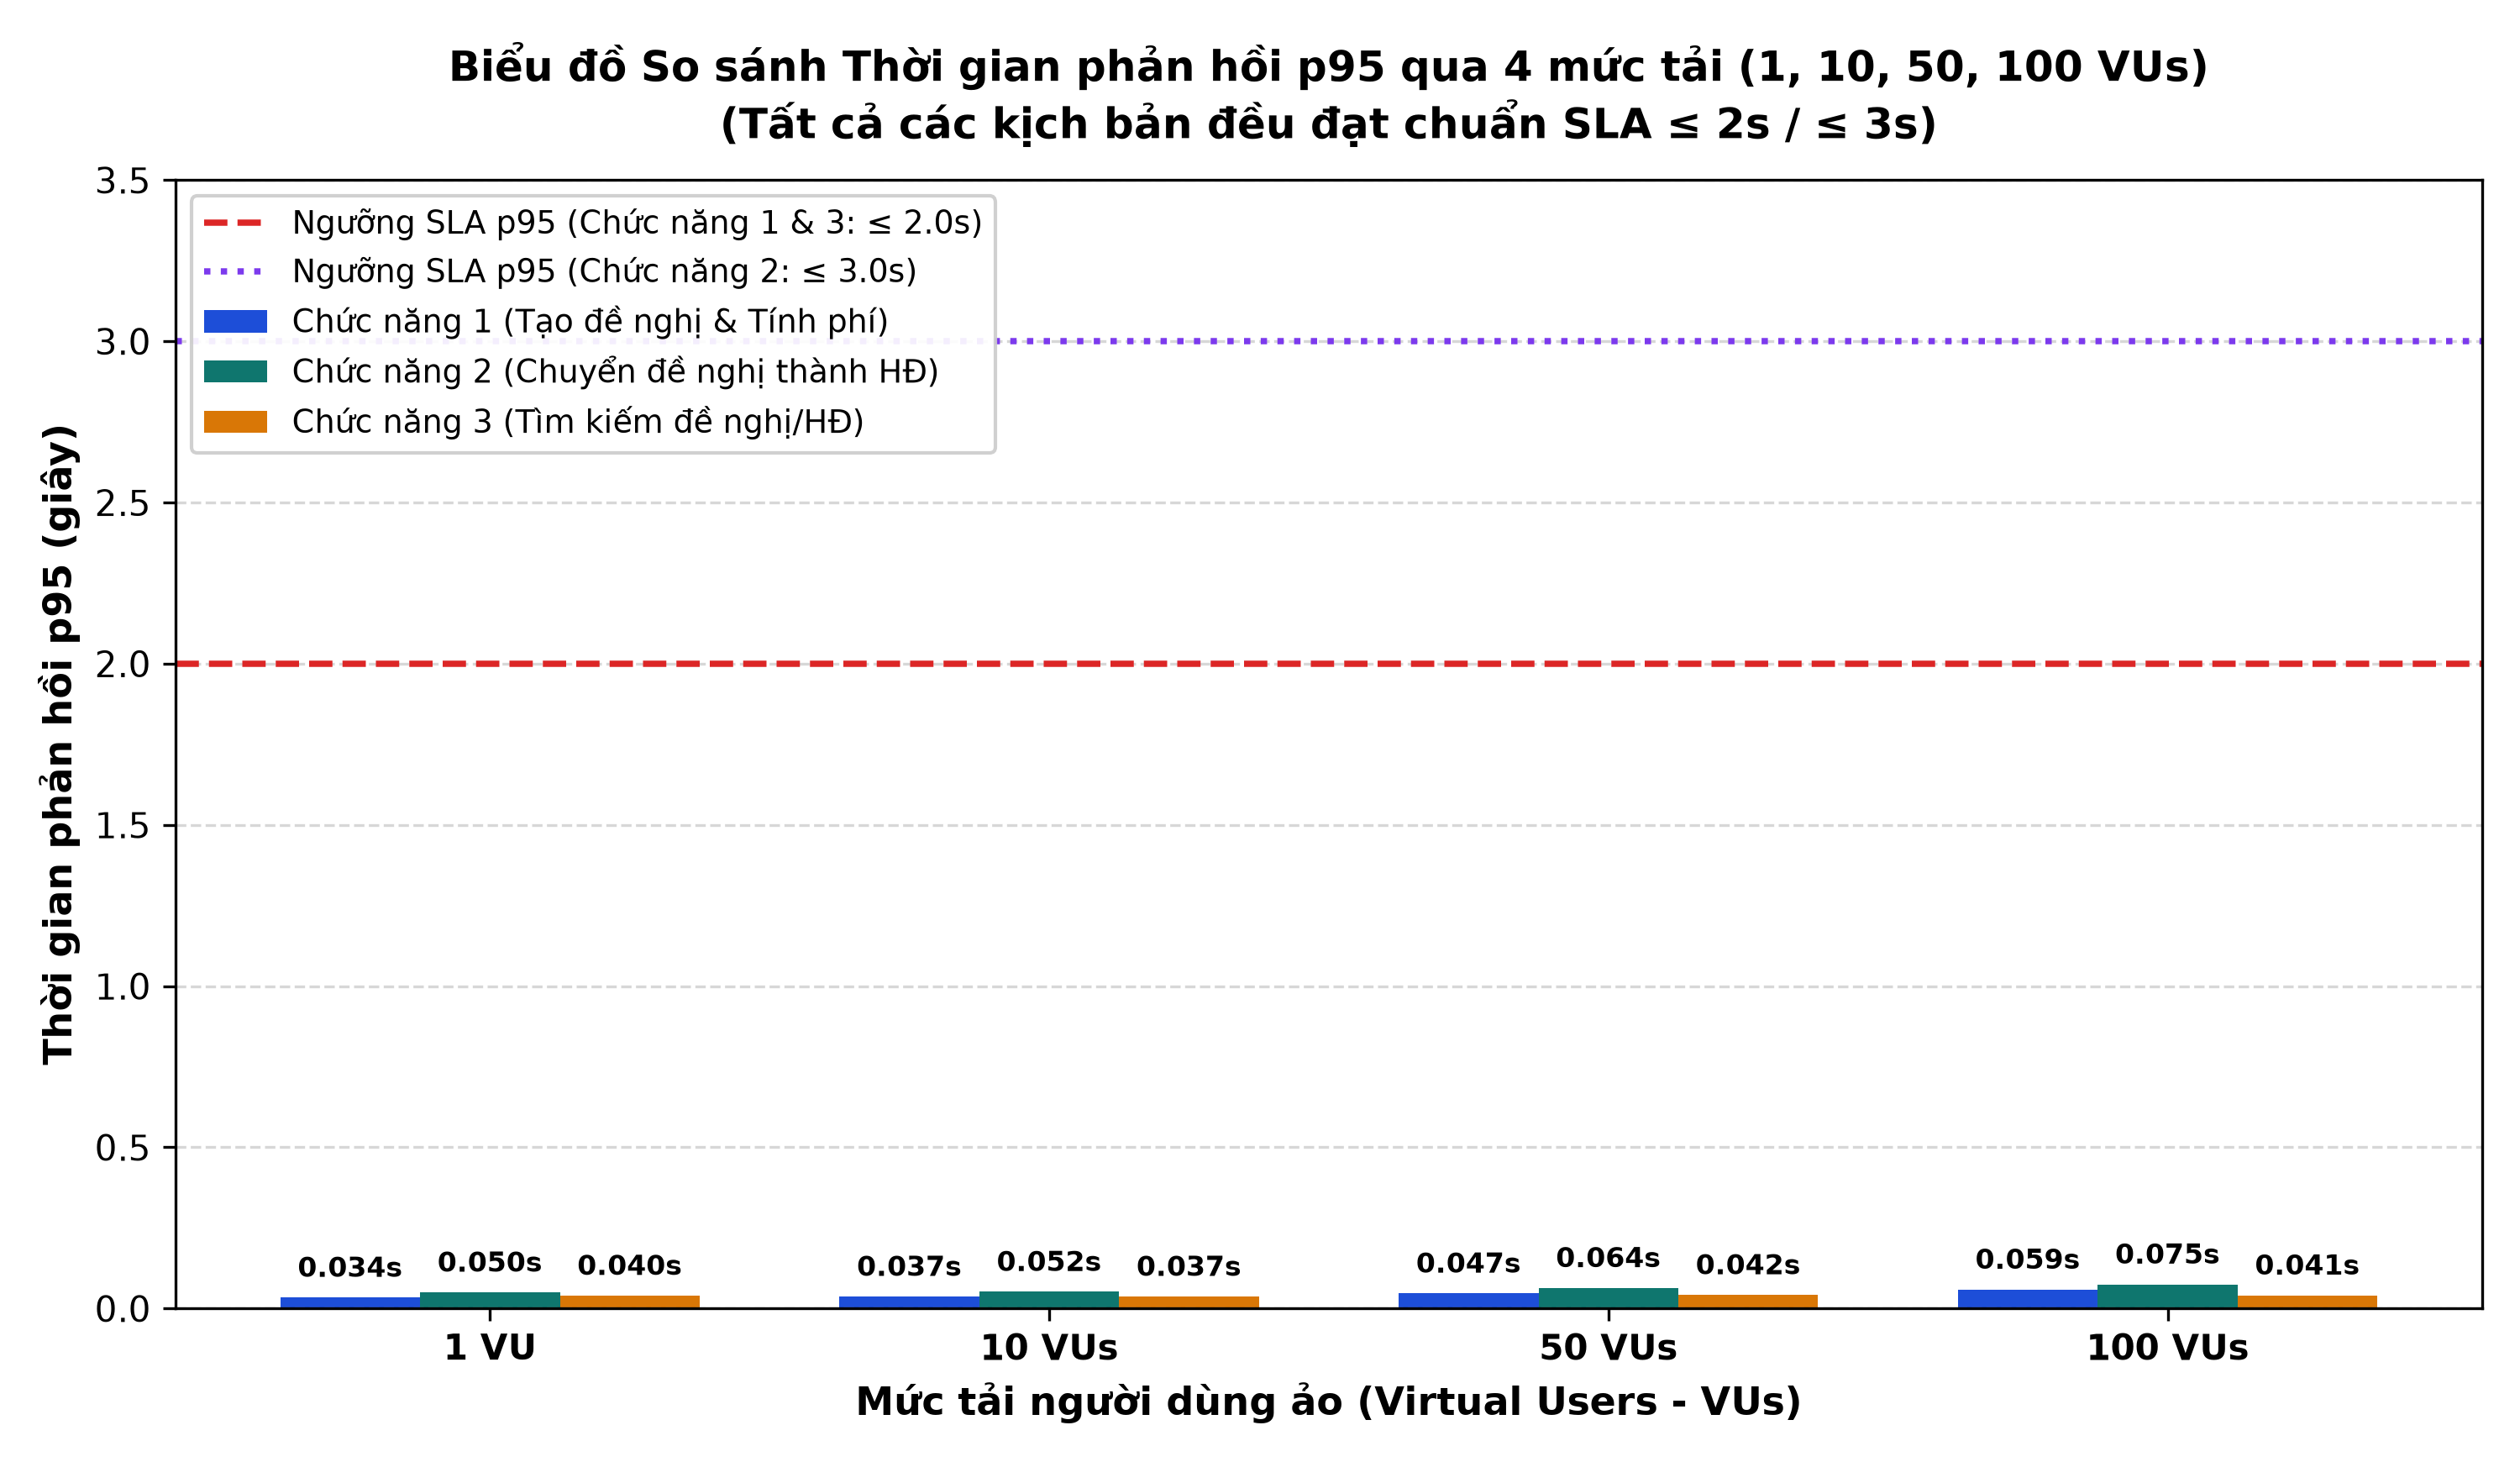 Biểu đồ So sánh Thời gian phản hồi p95 qua 4 mức tải (1, 10, 50, 100 VUs)
(Tất cả các kịch bản đều đạt chuẩn SLA ≤ 2s / ≤ 3s)
Ngưỡng SLA p95 (Chức năng 1 & 3: ≤ 2.0s)
Ngưỡng SLA p95 (Chức năng 2: ≤ 3.0s)
Chức năng 1 (Tạo đề nghị & Tính phí)
Chức năng 2 (Chuyển đề nghị thành HĐ)
Chức năng 3 (Tìm kiếm đề nghị/HĐ)
Thời gian phản hồi p95 (giây)
3.5
3.0
2.5
2.0
1.5
1.0
0.5
0.0
0.034s 0.050s 0.040s 0.037s 0.052s 0.037s 0.047s 0.064s 0.042s 0.059s 0.075s 0.041s
1 VU 10 VUs 50 VUs 100 VUs
Mức tải người dùng ảo (Virtual Users - VUs)